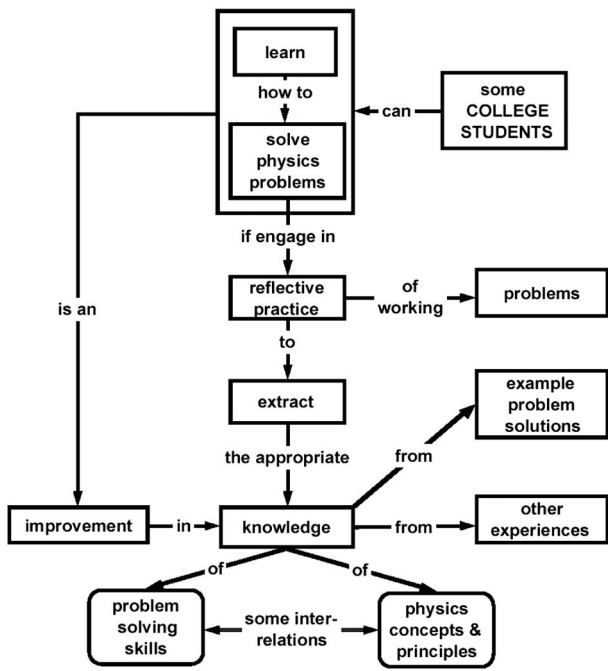 learn
how to
solve
physics
problems
can
some
COLLEGE
STUDENTS
if engage in
is an
reflective
practice
of
working
problems
to
extract
example
problem
solutions
the appropriate
from
improvement
in
knowledge
from
other
experiences
of
of
problem
solving
skills
some inter-
relations
physics
concepts &
principles